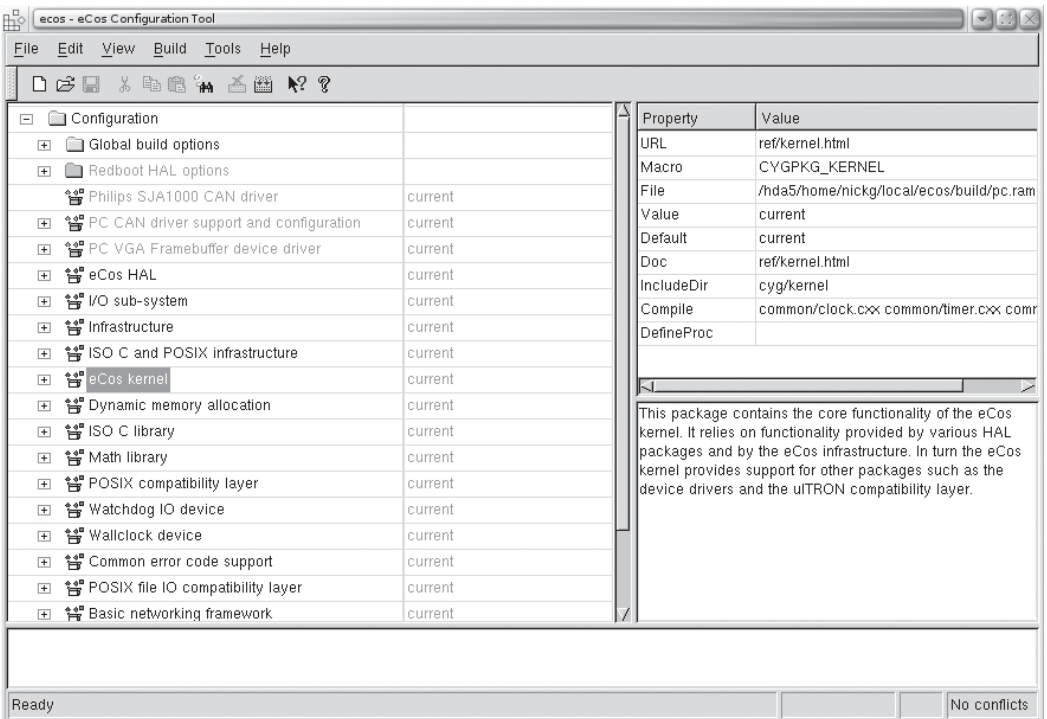 ecos - eCos Configuration Tool
File Edit View Build Tools Help
Configuration
Global build options
Redboot HAL options
Philips SJA1000 CAN driver current
PC CAN driver support and configuration current
PC VGA Framebuffer device driver current
eCos HAL current
I/O sub-system current
Infrastructure current
ISO C and POSIX infrastructure current
eCos kernel current
Dynamic memory allocation current
ISO C library current
Math library current
POSIX compatibility layer current
Watchdog IO device current
Wallclock device current
Common error code support current
POSIX file IO compatibility layer current
Basic networking framework current
Property Value
URL ref/kernel.html
Macro CYGPKG_KERNEL
File /hda5/home/nickg/local/ecos/build/pc.ram
Value current
Default current
Doc ref/kernel.html
IncludeDir cyg/kernel
Compile common/clock.cxx common/timer.cxx comr
DefineProc
This package contains the core functionality of the eCos
kernel. It relies on functionality provided by various HAL
packages and by the eCos infrastructure. In turn the eCos
kernel provides support for other packages such as the
device drivers and the uITRON compatibility layer.
Ready No conflicts